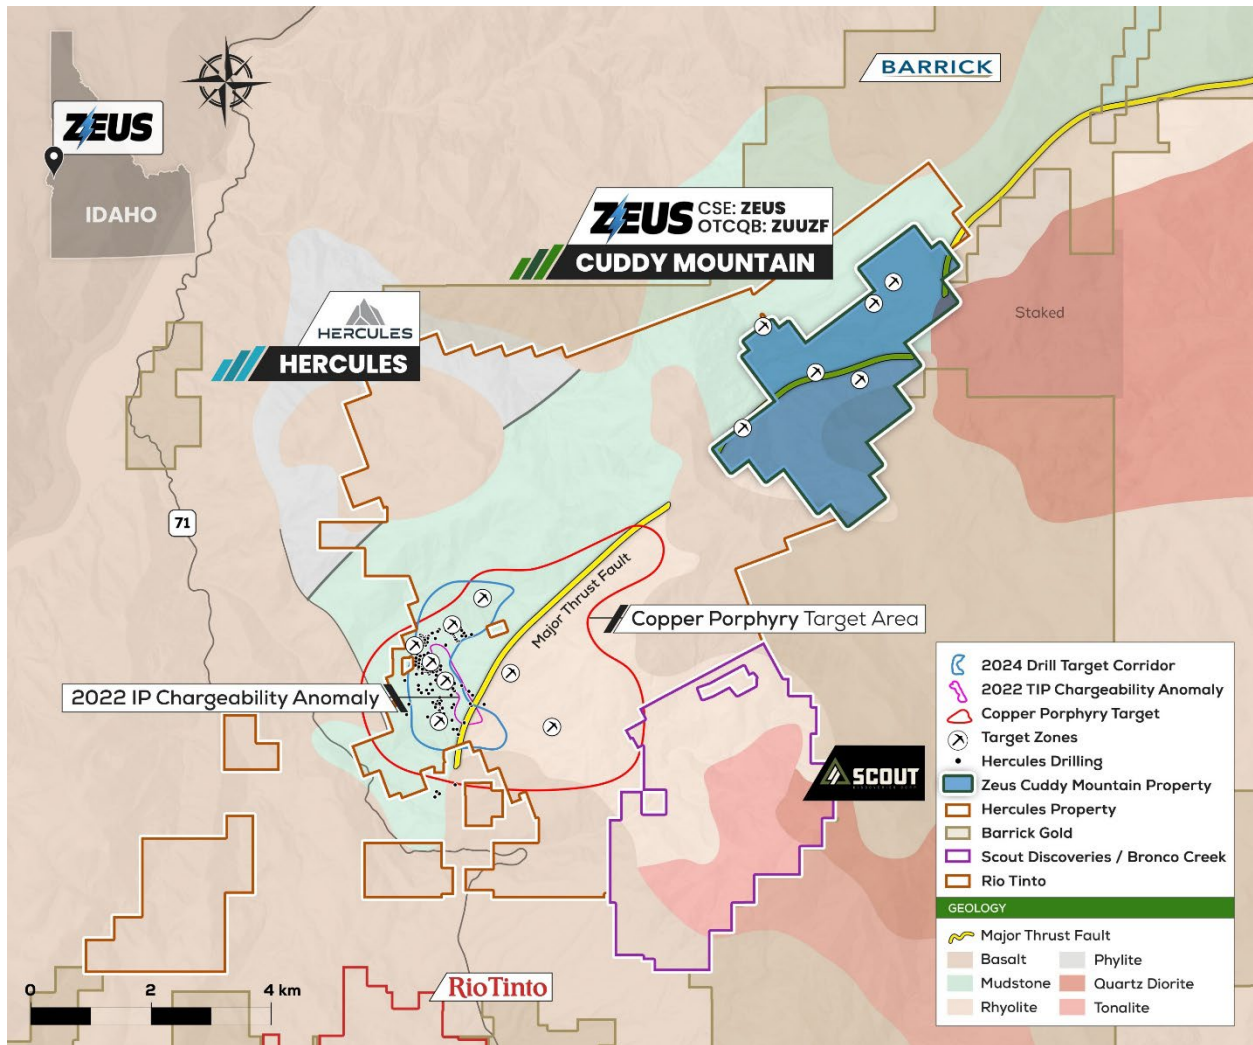 BARRICK
ZEUS
IDAHO
ZEUS CSE: ZEUS
OTCQB: ZUUZF
CUDDY MOUNTAIN
HERCULES
HERCULES
Staked
71
Major Thrust Fault
Copper Porphyry Target Area
2022 IP Chargeability Anomaly
SCOUT
RioTinto
0 2 4 km
2024 Drill Target Corridor
2022 TIP Chargeability Anomaly
Copper Porphyry Target
Target Zones
Hercules Drilling
Zeus Cuddy Mountain Property
Hercules Property
Barrick Gold
Scout Discoveries / Bronco Creek
Rio Tinto
GEOLOGY
Major Thrust Fault
Basalt Phylite
Mudstone Quartz Diorite
Rhyolite Tonalite